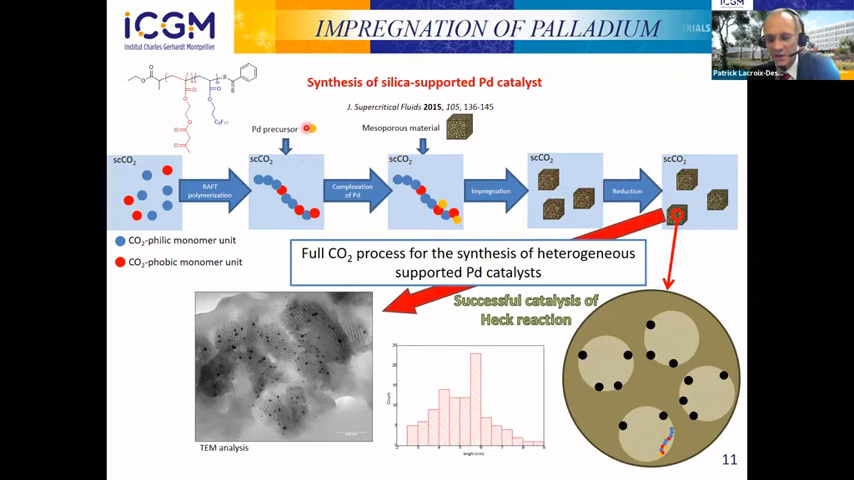 iCGM
Institut Charles Gerhardt Montpellier
IMPREGNATION OF PALLADIUM
iCGM
Patrick Lacroix-Des...
Synthesis of silica-supported Pd catalyst
J. Supercritical Fluids 2015, 105, 136-145
O
O
S
S
O
O
O
O
O
O
O
C8F17
Pd precursor
Mesoporous material
scCO2
scCO2
scCO2
scCO2
scCO2
RAFT
polymerization
Complexation
of Pd
Impregnation
Reduction
CO2-philic monomer unit
CO2-phobic monomer unit
Full CO2 process for the synthesis of heterogeneous
supported Pd catalysts
Successful catalysis of
Heck reaction
Count
TEM analysis
11